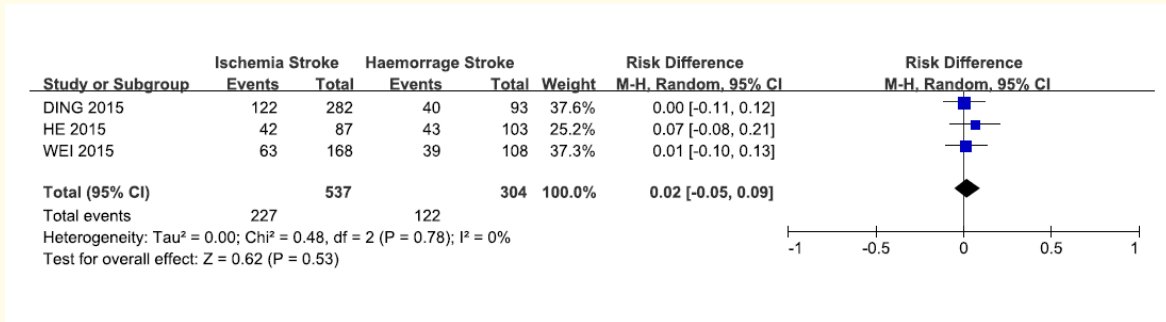 Ischemia Stroke Haemorrage Stroke Risk Difference Risk Difference
Study or Subgroup Events Total Events Total Weight M-H, Random, 95% CI M-H, Random, 95% CI
DING 2015 122 282 40 93 37.6% 0.00 [-0.11, 0.12]
HE 2015 42 87 43 103 25.2% 0.07 [-0.08, 0.21]
WEI 2015 63 168 39 108 37.3% 0.01 [-0.10, 0.13]
Total (95% CI) 537 304 100.0% 0.02 [-0.05, 0.09]
Total events 227 122
Heterogeneity: Tau² = 0.00; Chi² = 0.48, df = 2 (P = 0.78); I² = 0%
Test for overall effect: Z = 0.62 (P = 0.53)
-1 -0.5 0 0.5 1